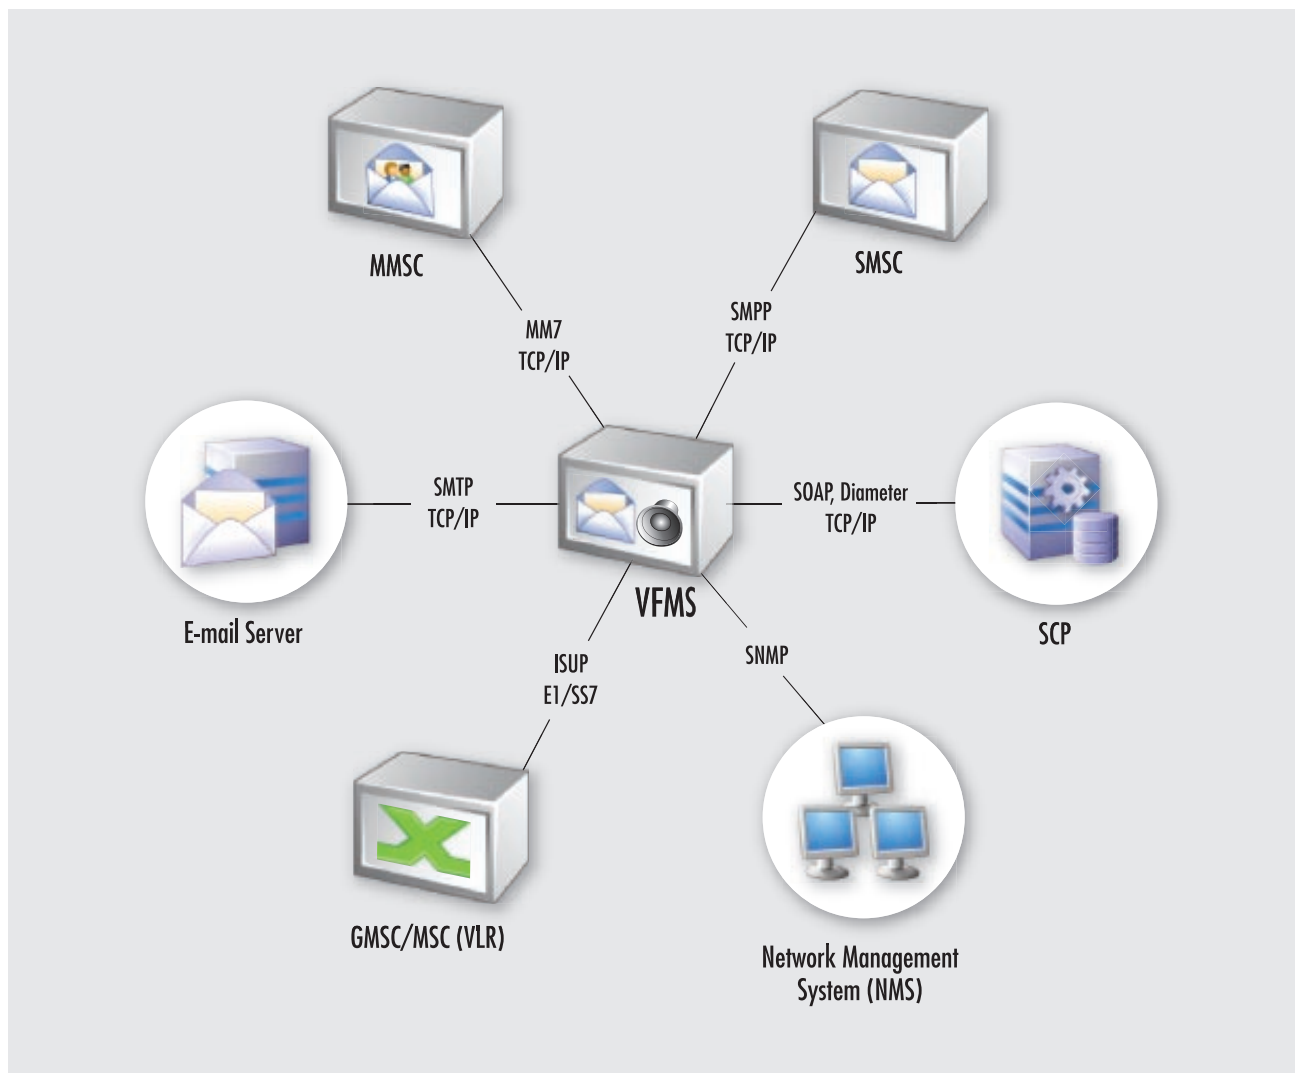 MMSC
SMSC
MM7
TCP/IP
SMPP
TCP/IP
SMTP
TCP/IP
SOAP, Diameter
TCP/IP
VFMS
E-mail Server
SCP
ISUP
E1/SS7
SNMP
GMSC/MSC (VLR)
Network Management
System (NMS)